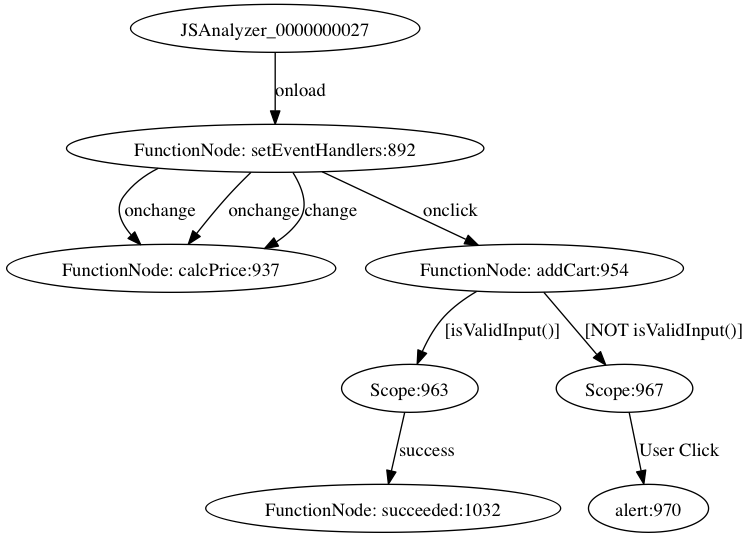 JSAnalyzer_0000000027
onload
FunctionNode: setEventHandlers:892
onchange
onchange
change
onclick
FunctionNode: calcPrice:937
FunctionNode: addCart:954
[isValidInput()]
[NOT isValidInput()]
Scope:963
Scope:967
success
User Click
FunctionNode: succeeded:1032
alert:970